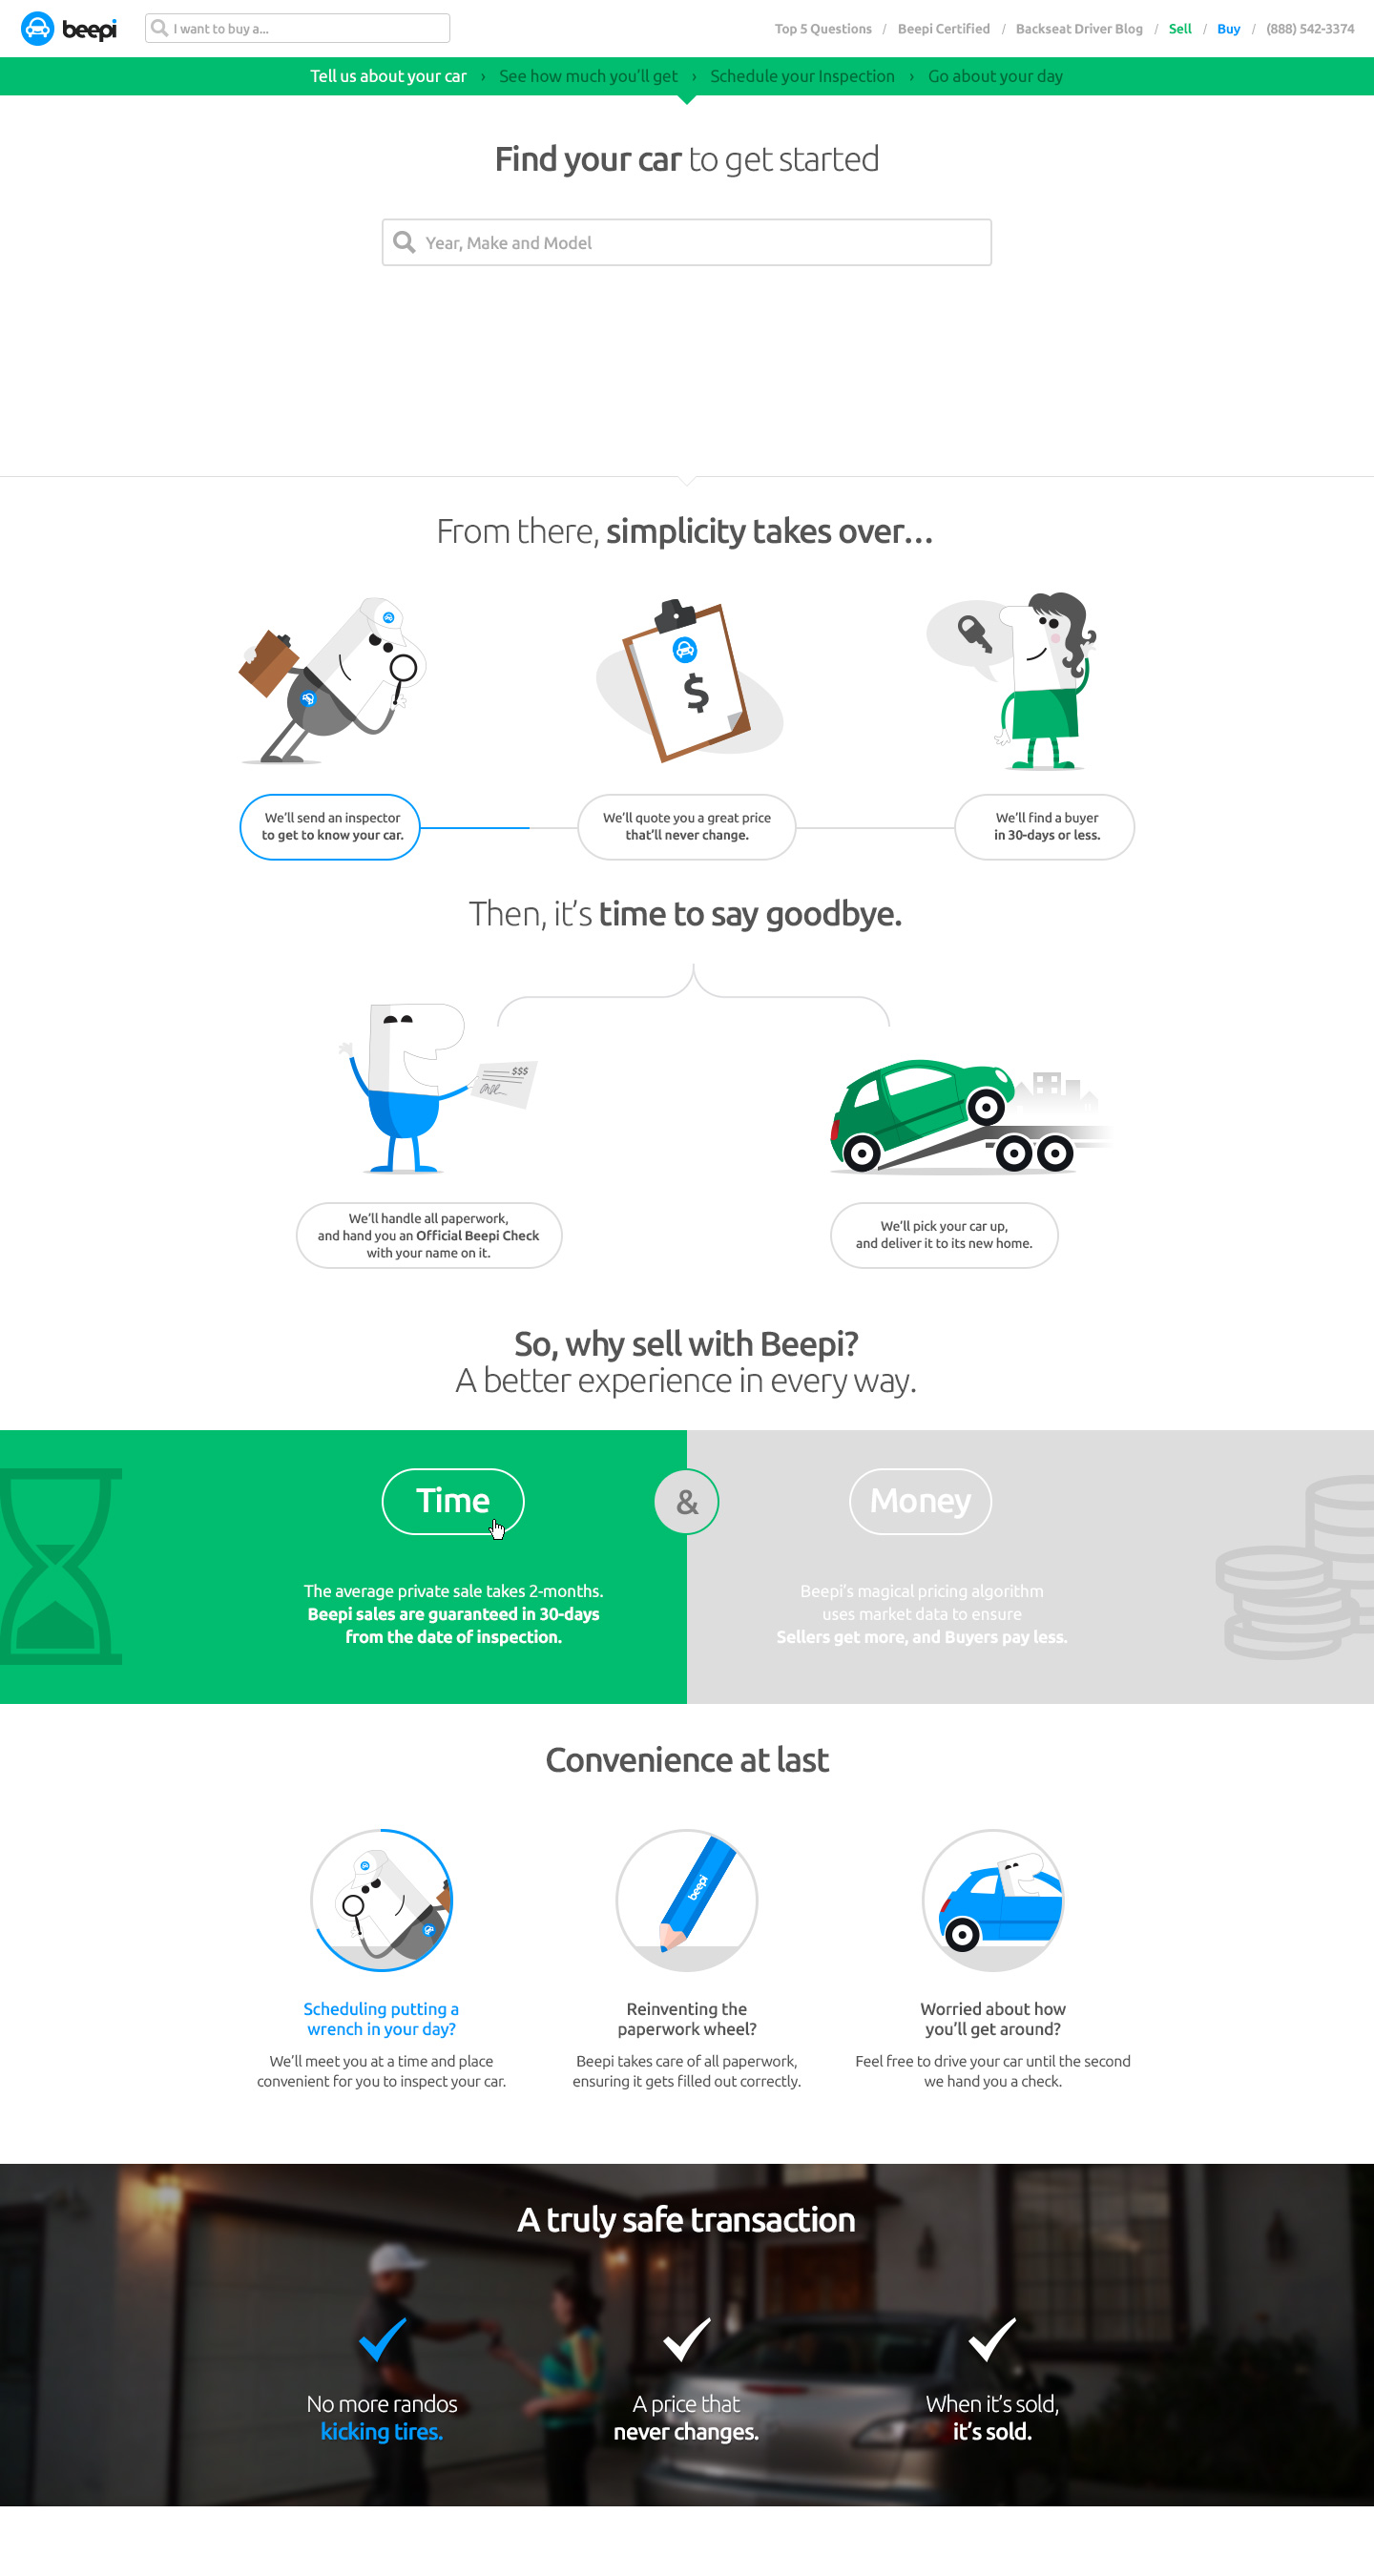 beepi
I want to buy a...
Top 5 Questions / Beepi Certified / Backseat Driver Blog / Sell / Buy / (888) 542-3374
Tell us about your car › See how much you'll get › Schedule your Inspection › Go about your day
Find your car to get started
Year, Make and Model
From there, simplicity takes over...
$
We'll send an inspector
to get to know your car.
We'll quote you a great price
that'll never change.
We'll find a buyer
in 30-days or less.
Then, it's time to say goodbye.
$$$
We'll handle all paperwork,
and hand you an Official Beepi Check
with your name on it.
We'll pick your car up,
and deliver it to its new home.
So, why sell with Beepi?
A better experience in every way.
Time
&
Money
The average private sale takes 2-months.
Beepi sales are guaranteed in 30-days
from the date of inspection.
Beepi's magical pricing algorithm
uses market data to ensure
Sellers get more, and Buyers pay less.
Convenience at last
beepi
Scheduling putting a
wrench in your day?
We'll meet you at a time and place
convenient for you to inspect your car.
Reinventing the
paperwork wheel?
Beepi takes care of all paperwork,
ensuring it gets filled out correctly.
Worried about how
you'll get around?
Feel free to drive your car until the second
we hand you a check.
A truly safe transaction
No more randos
kicking tires.
A price that
never changes.
When it's sold,
it's sold.